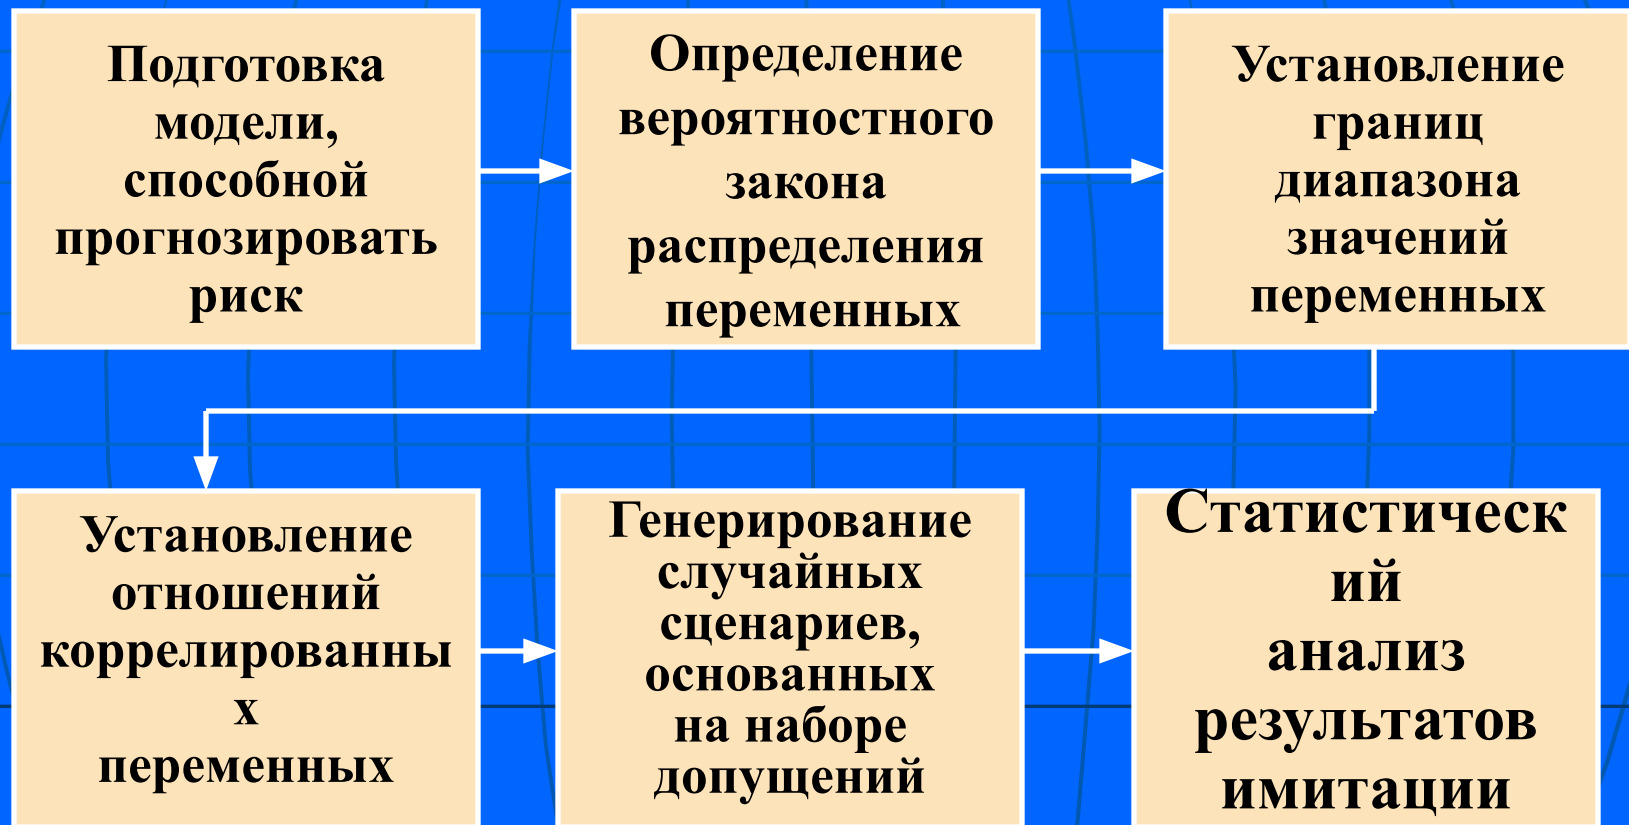 Подготовка
модели,
способной
прогнозировать
риск
Определение
вероятностного
закона
распределения
переменных
Установление
границ
диапазона
значений
переменных
Установление
отношений
коррелированны
х
переменных
Генерирование
случайных
сценариев,
основанных
на наборе
допущений
Статистическ
ий
анализ
результатов
имитации